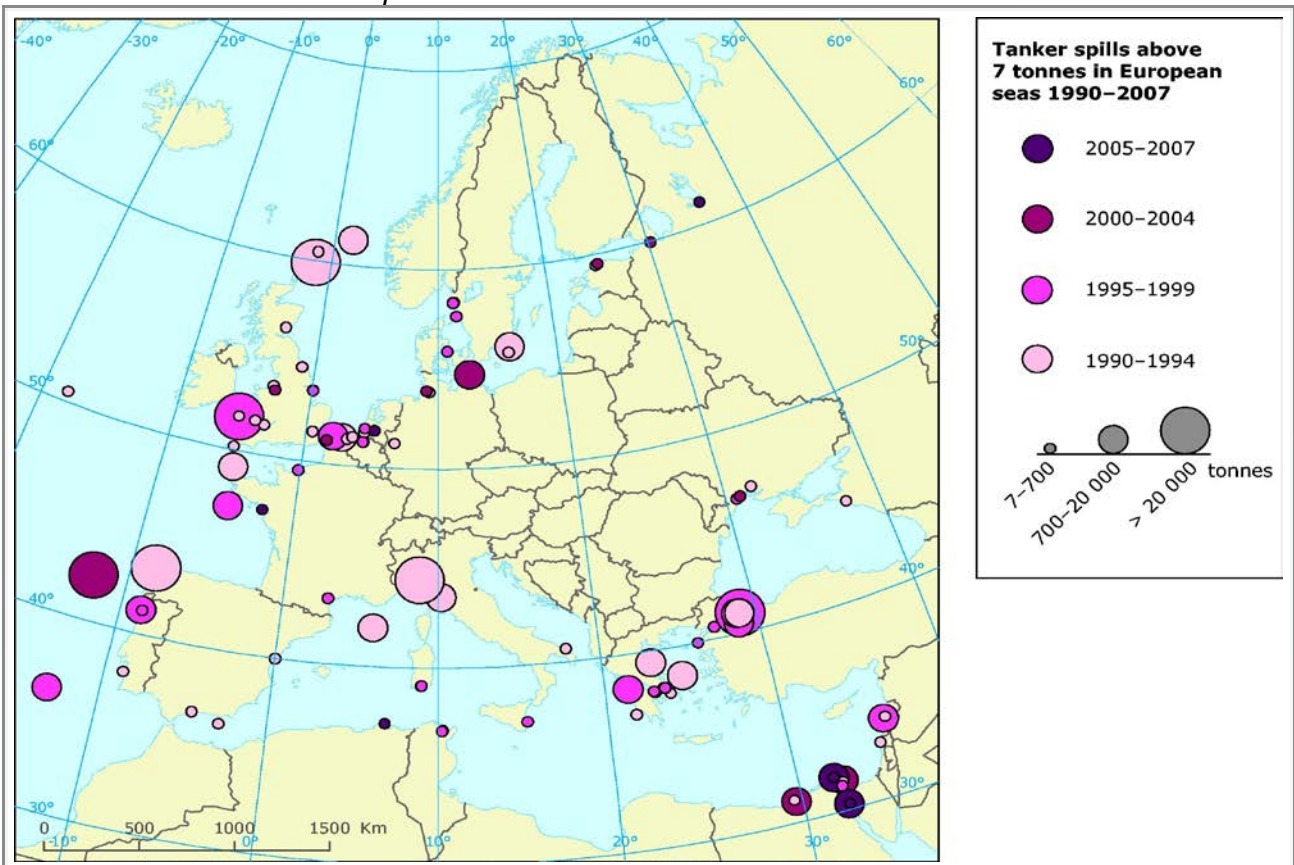 -40° -30° -20° -10° 0° 10° 20° 30° 40° 50° 60°
60°
60°
50°
50°
40°
40°
30°
30°
0 500 1000 1500 Km
-10° 0° 10° 20° 30°
Tanker spills above
7 tonnes in European
seas 1990–2007
2005–2007
2000–2004
1995–1999
1990–1994
7–700 700–20 000 > 20 000 tonnes